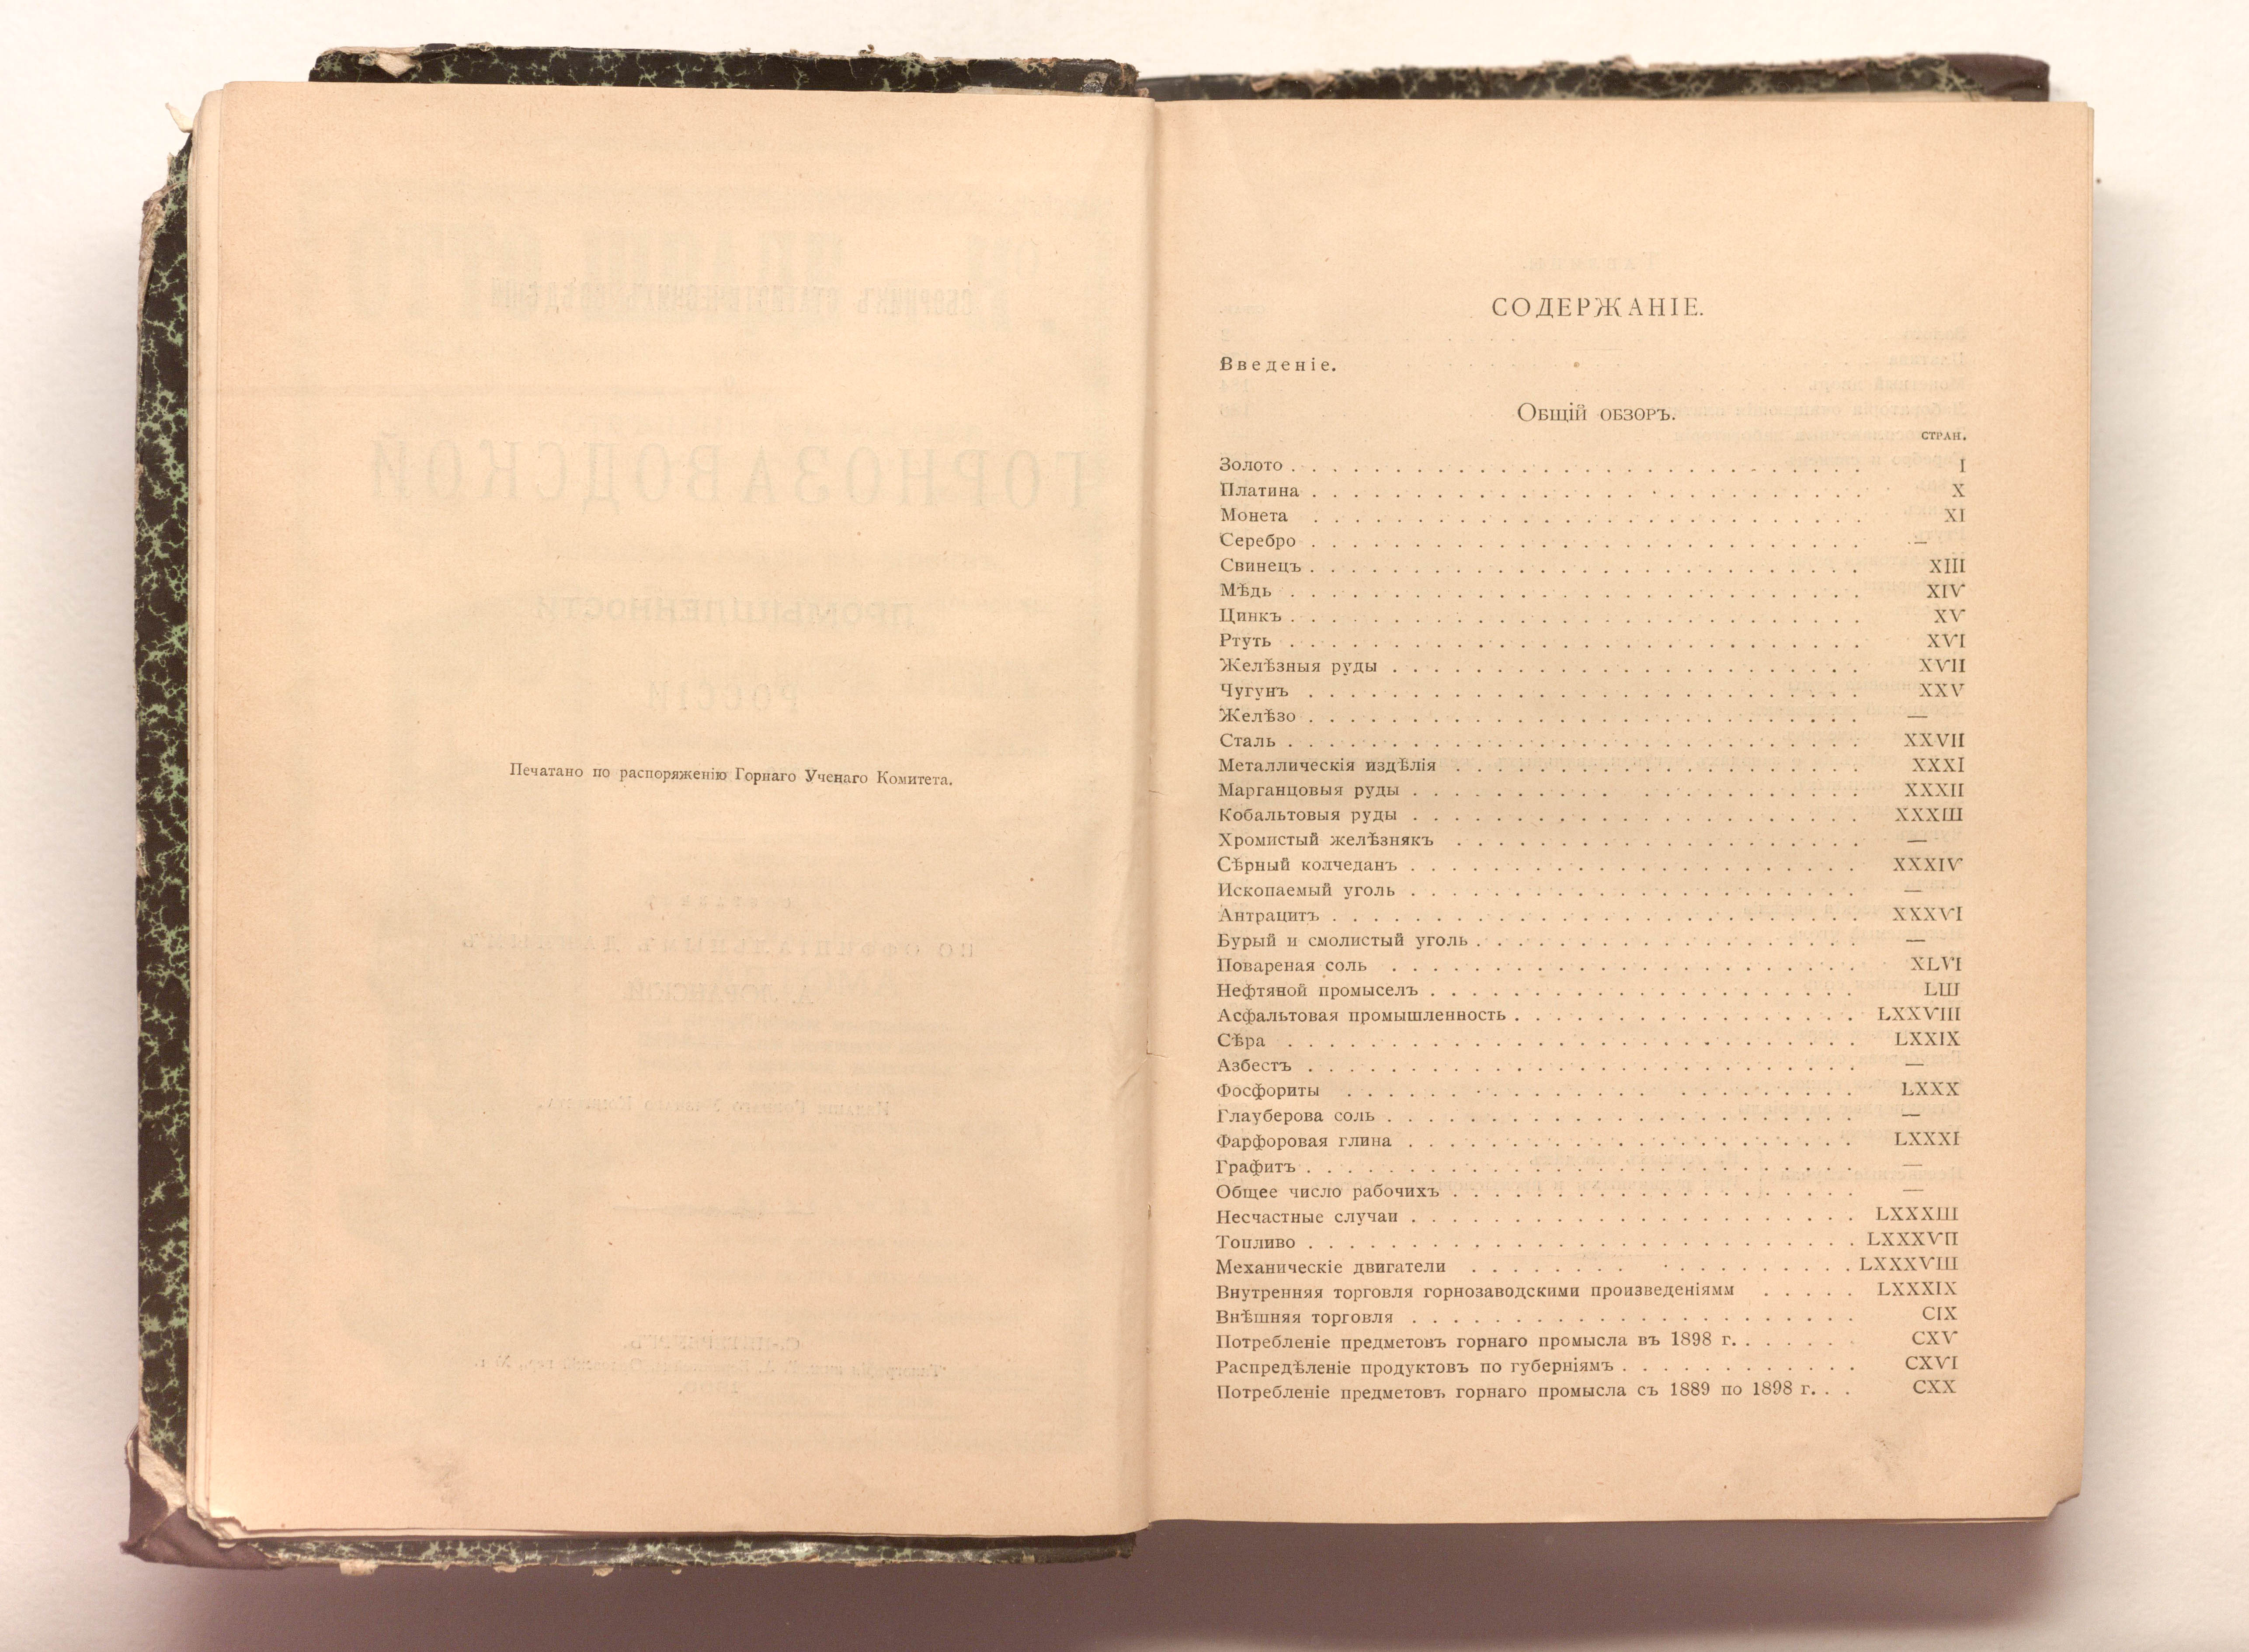 Печатано по распоряженію Горнаго Ученаго Комитета.
СОДЕРЖАНІЕ.
Введеніе.
Общій обзоръ.
СТРАН.
Золото . . . . . . . . . . I
Платина . . . . . . . . . . X
Монета . . . . . . . . . . XI
Серебро . . . . . . . . . . —
Свинецъ . . . . . . . . . . XIII
Мѣдь . . . . . . . . . . XIV
Цинкъ . . . . . . . . . . XV
Ртуть . . . . . . . . . . XVI
Желѣзныя руды . . . . . . . . . . XVII
Чугунъ . . . . . . . . . . XXV
Желѣзо . . . . . . . . . . —
Сталь . . . . . . . . . . XXVII
Металлическія издѣлія . . . . . . . . . . XXXI
Марганцовыя руды . . . . . . . . . . XXXII
Кобальтовыя руды . . . . . . . . . . XXXIII
Хромистый желѣзнякъ . . . . . . . . . . —
Сѣрный колчеданъ . . . . . . . . . . XXXIV
Ископаемый уголь . . . . . . . . . . —
Антрацитъ . . . . . . . . . . XXXVI
Бурый и смолистый уголь . . . . . . . . . . —
Повареная соль . . . . . . . . . . XLVI
Нефтяной промыселъ . . . . . . . . . . LIII
Асфальтовая промышленность . . . . . . . . . . LXXVIII
Сѣра . . . . . . . . . . LXXIX
Азбестъ . . . . . . . . . . —
Фосфориты . . . . . . . . . . LXXX
Глауберова соль . . . . . . . . . . —
Фарфоровая глина . . . . . . . . . . LXXXI
Графитъ . . . . . . . . . . —
Общее число рабочихъ . . . . . . . . . . —
Несчастные случаи . . . . . . . . . . LXXXIII
Топливо . . . . . . . . . . LXXXVII
Механическіе двигатели . . . . . . . . . . LXXXVIII
Внутренняя торговля горнозаводскими произведеніямм . . . . . LXXXIX
Внѣшняя торговля . . . . . . . . . . CIX
Потребленіе предметовъ горнаго промысла въ 1898 г. . . . . . . CXV
Распредѣленіе продуктовъ по губерніямъ . . . . . . . . . . CXVI
Потребленіе предметовъ горнаго промысла съ 1889 по 1898 г. . . CXX